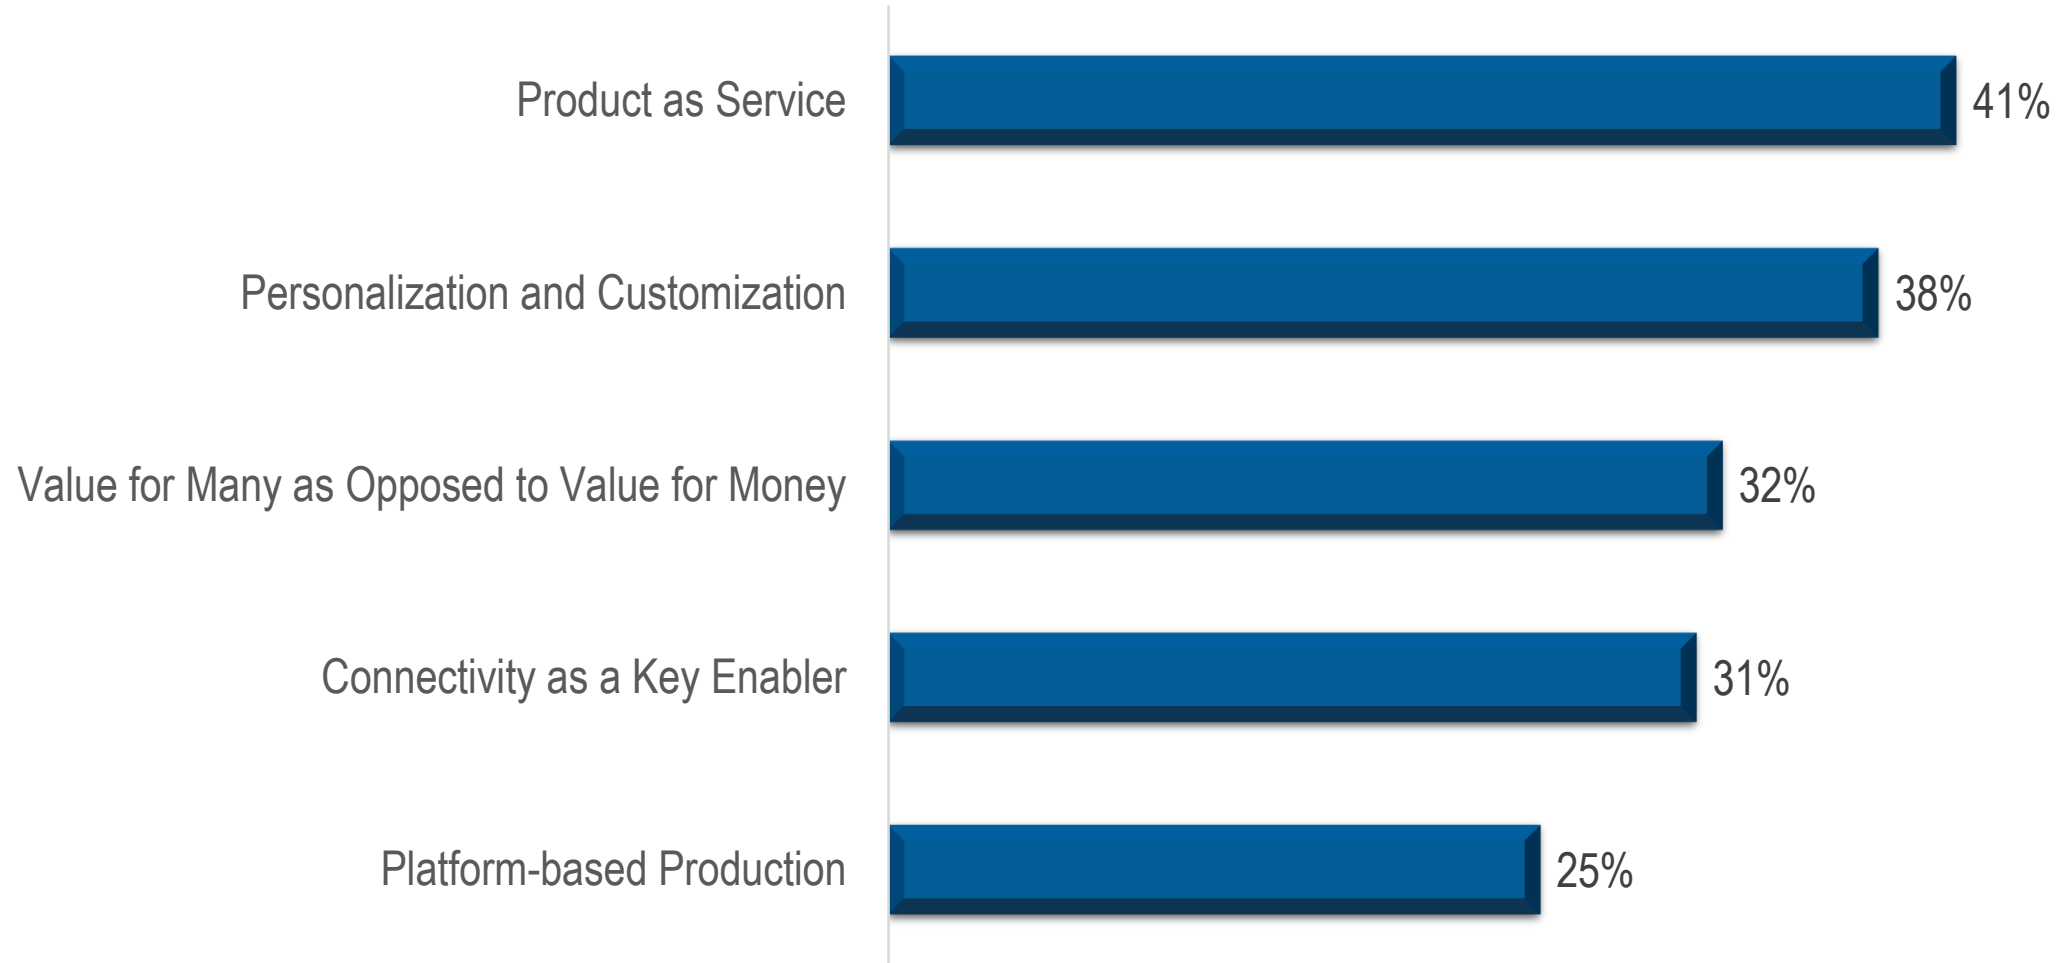 Product as Service 41%
Personalization and Customization 38%
Value for Many as Opposed to Value for Money 32%
Connectivity as a Key Enabler 31%
Platform-based Production 25%